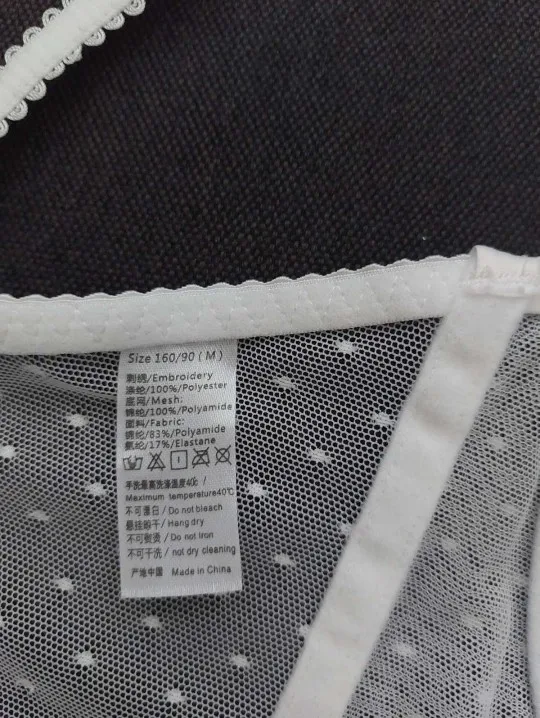 Size 160/90 ( M )
刺绣/Embroidery
涤纶/100%/Polyester
底网/Mesh:
锦纶/100%/Polyamide
面料/Fabric:
锦纶/83%/Polyamide
氨纶/17%/Elastane
手洗最高洗涤温度40℃ /
Maximum temperature40℃
不可漂白 / Do not bleach
悬挂晾干 / Hang dry
不可熨烫 / Do not Iron
不可干洗 / not dry cleaning
产地中国 Made in China